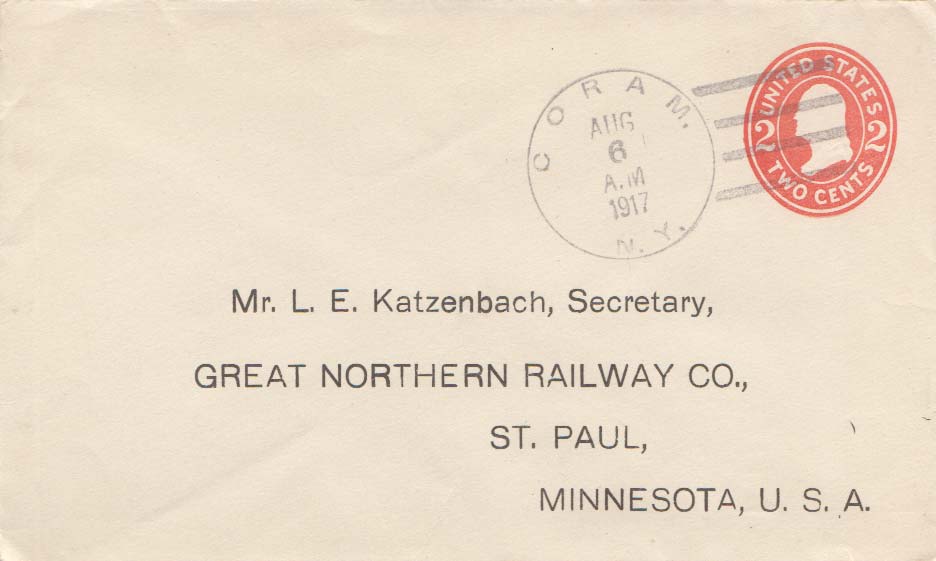 CORAM.
AUG
6
A.M
1917
N.Y.
UNITED STATES
2 2
TWO CENTS
Mr. L. E. Katzenbach, Secretary,
GREAT NORTHERN RAILWAY CO.,
ST. PAUL,
MINNESOTA, U. S. A.